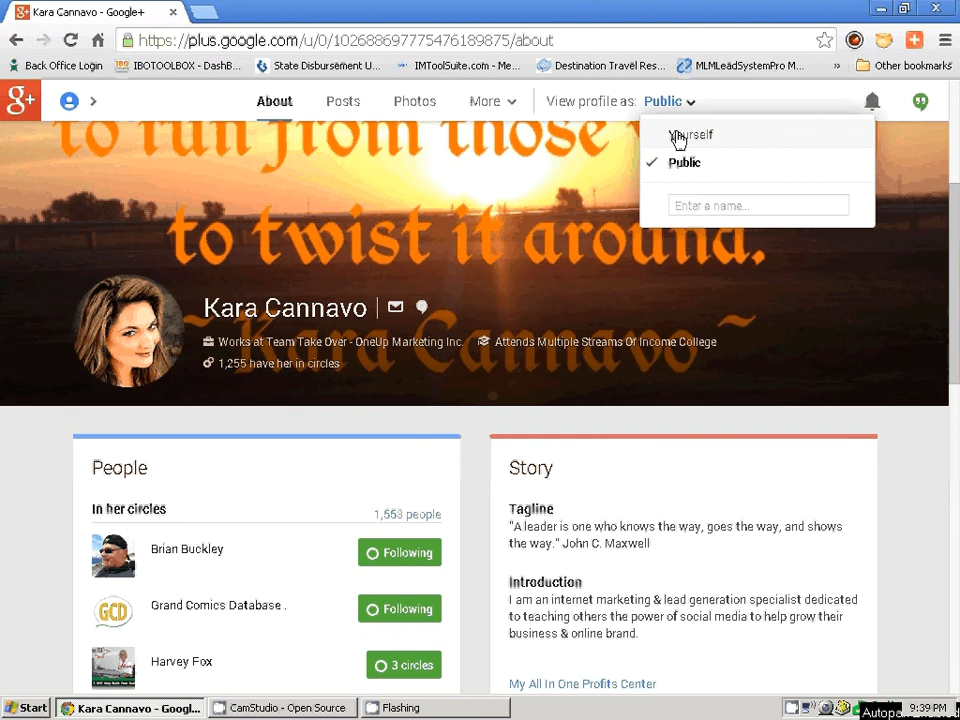 Kara Cannavo - Google+
https://plus.google.com/u/0/102688697775476189875/about
Back Office Login
IBOTOOLBOX - DashB...
State Disbursement U...
IMToolSuite.com - Me...
Destination Travel Res...
MLMLeadSystemPro M...
»
Other bookmarks
g+
About
Posts
Photos
More
View profile as: Public
Yourself
Public
Enter a name...
to run from those
to twist it around.
~Kara Cannavo~
Kara Cannavo
Works at Team Take Over - OneUp Marketing Inc.
Attends Multiple Streams Of Income College
1,255 have her in circles
People
In her circles
1,553 people
Brian Buckley
Following
GCD
Grand Comics Database .
Following
Harvey Fox
3 circles
Story
Tagline
"A leader is one who knows the way, goes the way, and shows
the way." John C. Maxwell
Introduction
I am an internet marketing & lead generation specialist dedicated
to teaching others the power of social media to help grow their
business & online brand.
My All In One Profits Center
Start
Kara Cannavo - Googl...
CamStudio - Open Source
Flashing
9:39 PM